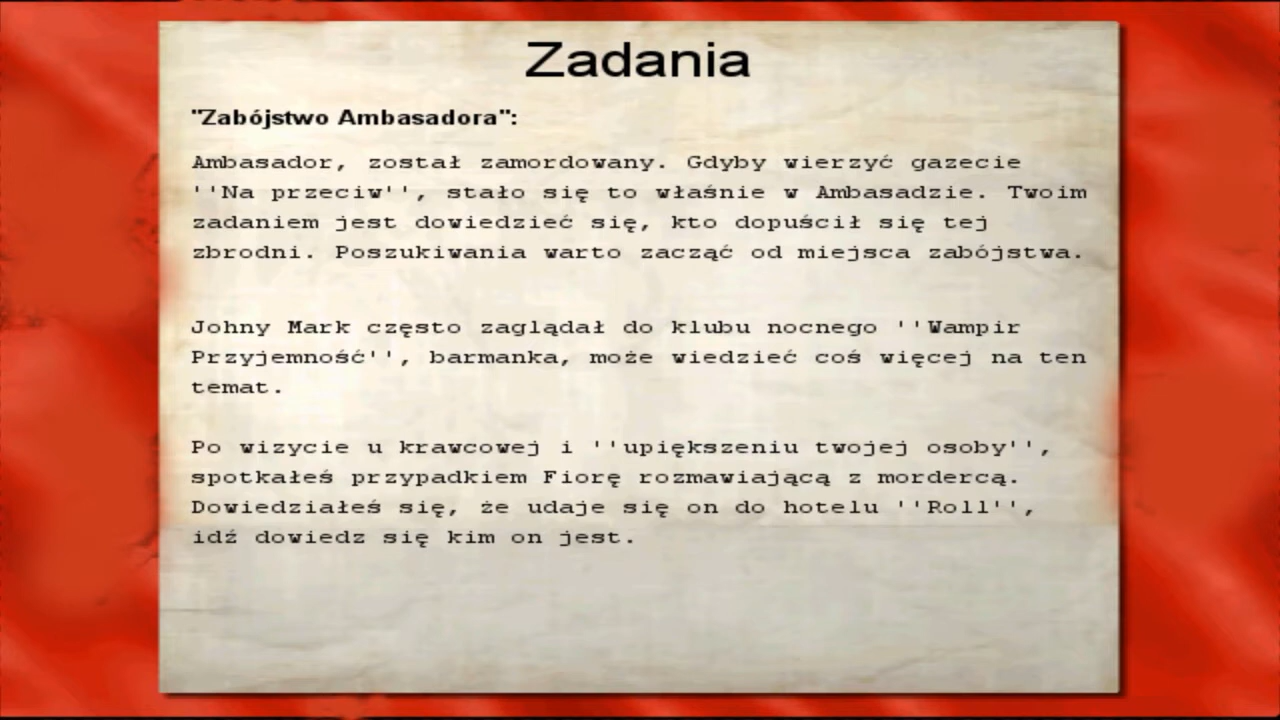 Zadania
"Zabójstwo Ambasadora":
Ambasador, został zamordowany. Gdyby wierzyć gazecie
''Na przeciw'', stało się to właśnie w Ambasadzie. Twoim
zadaniem jest dowiedzieć się, kto dopuścił się tej
zbrodni. Poszukiwania warto zacząć od miejsca zabójstwa.
Johny Mark często zaglądał do klubu nocnego ''Wampir
Przyjemność'', barmanka, może wiedzieć coś więcej na ten
temat.
Po wizycie u krawcowej i ''upiększeniu twojej osoby'',
spotkałeś przypadkiem Fiorę rozmawiającą z mordercą.
Dowiedziałeś się, że udaje się on do hotelu ''Roll'',
idź dowiedz się kim on jest.